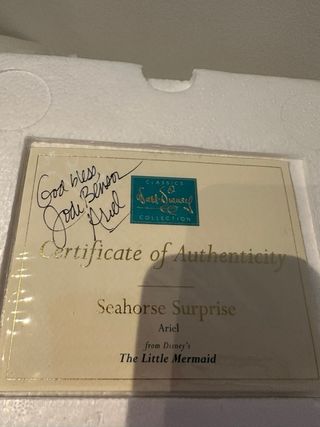 God bless,
Jodi Benson
Ariel
CLASSICS
Walt Disney
COLLECTION
Certificate of Authenticity
Seahorse Surprise
Ariel
from Disney's
The Little Mermaid